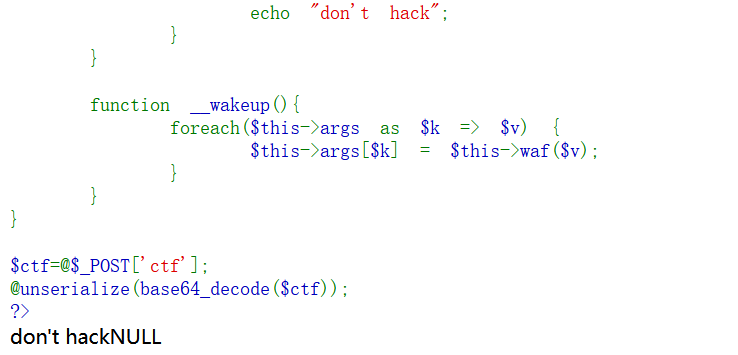 echo "don't hack";
}
}
function __wakeup(){
foreach($this->args as $k => $v) {
$this->args[$k] = $this->waf($v);
}
}
}
$ctf=@$_POST['ctf'];
@unserialize(base64_decode($ctf));
?>
don't hackNULL